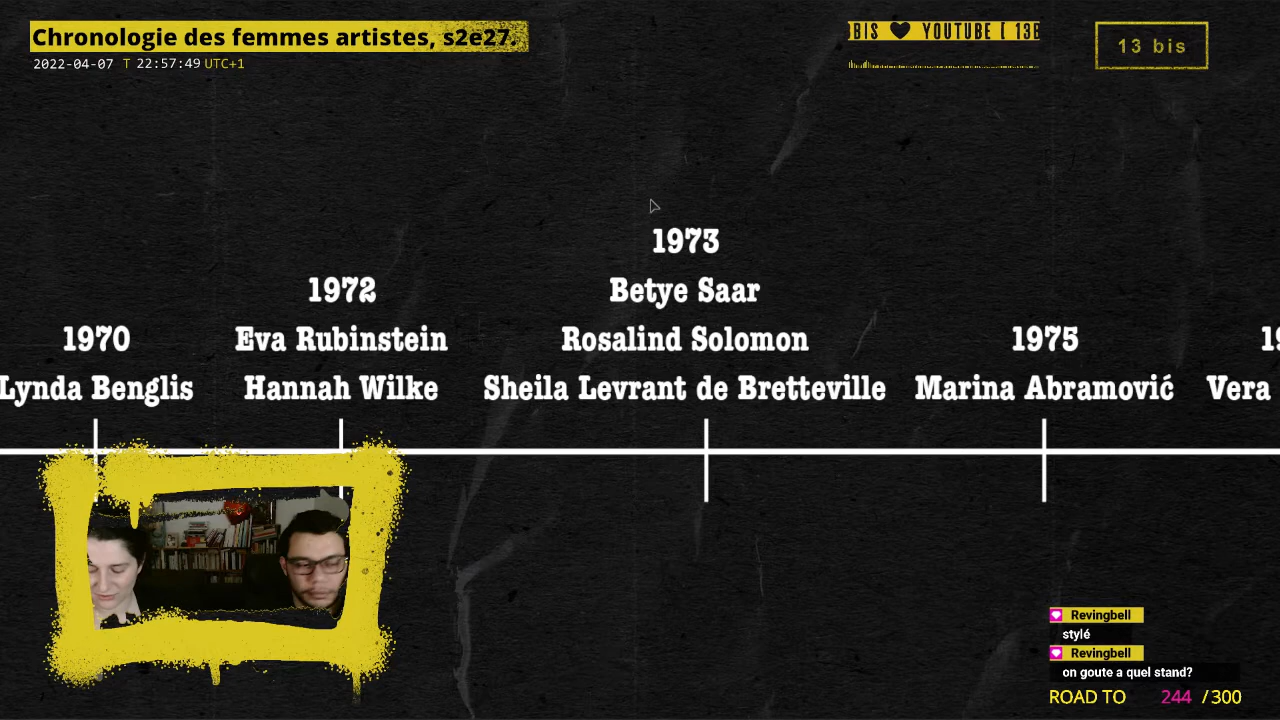 Chronologie des femmes artistes, s2e27.
2022-04-07 T 22:57:49 UTC+1
BIS YOUTUBE [ 13B
13 bis
1970
Lynda Benglis
1972
Eva Rubinstein
Hannah Wilke
1973
Betye Saar
Rosalind Solomon
Sheila Levrant de Bretteville
1975
Marina Abramović
19
Vera
Revingbell
stylé
Revingbell
on goute a quel stand?
ROAD TO 244 /300